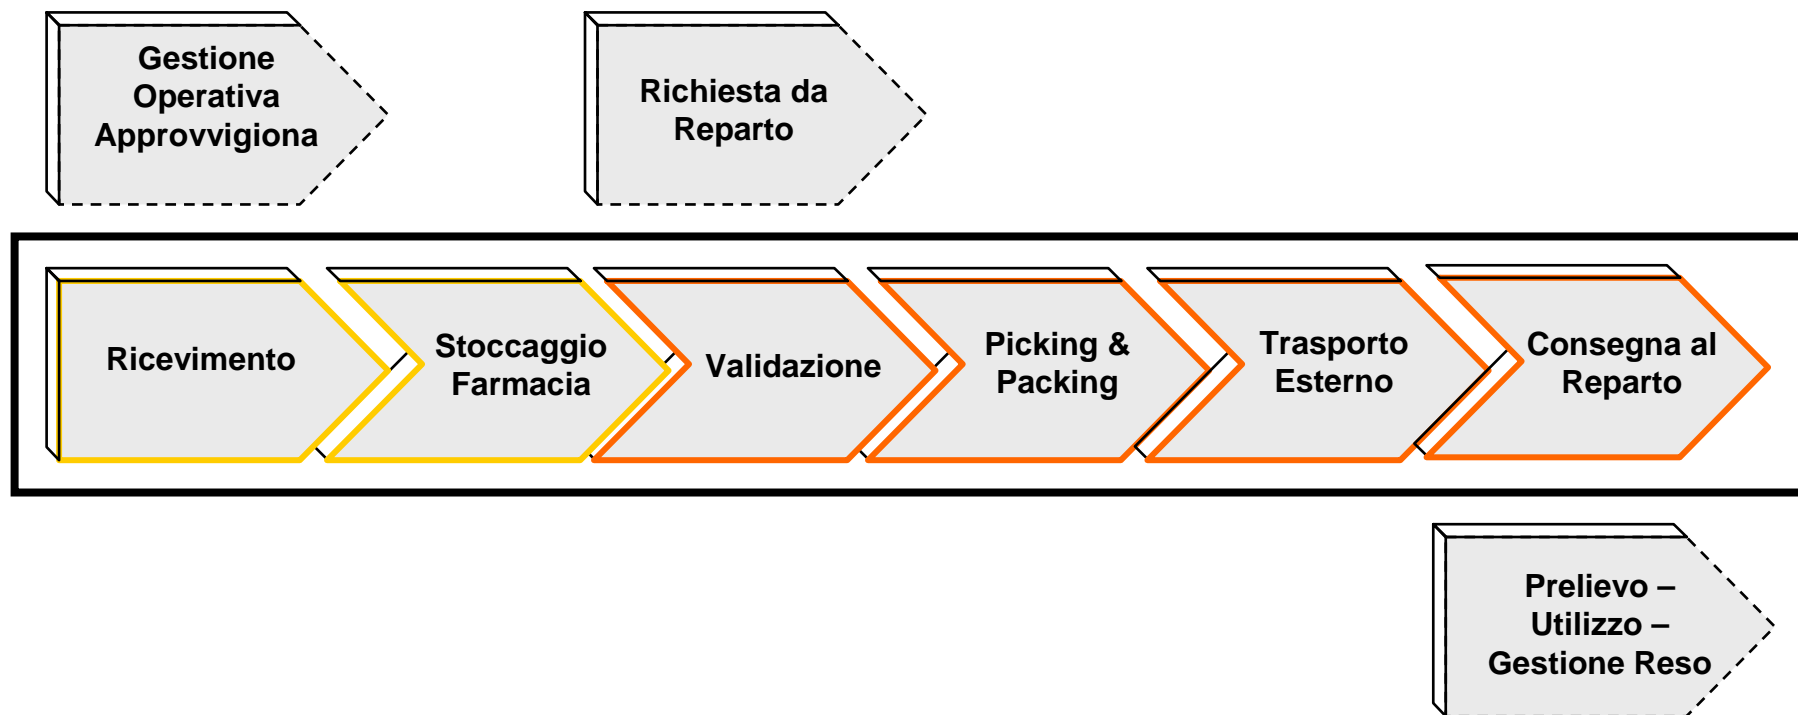 Gestione
Operativa
Approvvigiona
Richiesta da
Reparto
Ricevimento
Stoccaggio
Farmacia
Validazione
Picking &
Packing
Trasporto
Esterno
Consegna al
Reparto
Prelievo –
Utilizzo –
Gestione Reso